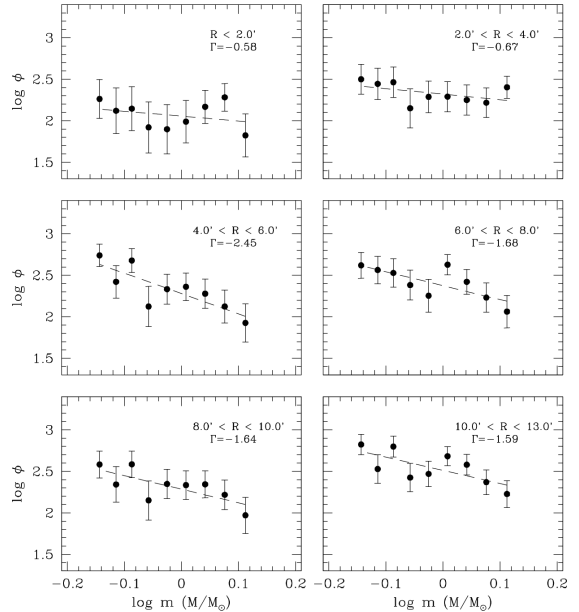 R < 2.0'
Γ=−0.58
2.0' < R < 4.0'
Γ=−0.67
log φ
3
2.5
2
1.5
4.0' < R < 6.0'
Γ=−2.45
6.0' < R < 8.0'
Γ=−1.68
log φ
3
2.5
2
1.5
8.0' < R < 10.0'
Γ=−1.64
10.0' < R < 13.0'
Γ=−1.59
log φ
3
2.5
2
1.5
−0.2 −0.1 0 0.1 0.2 −0.2 −0.1 0 0.1 0.2
log m (M/M⊙) log m (M/M⊙)